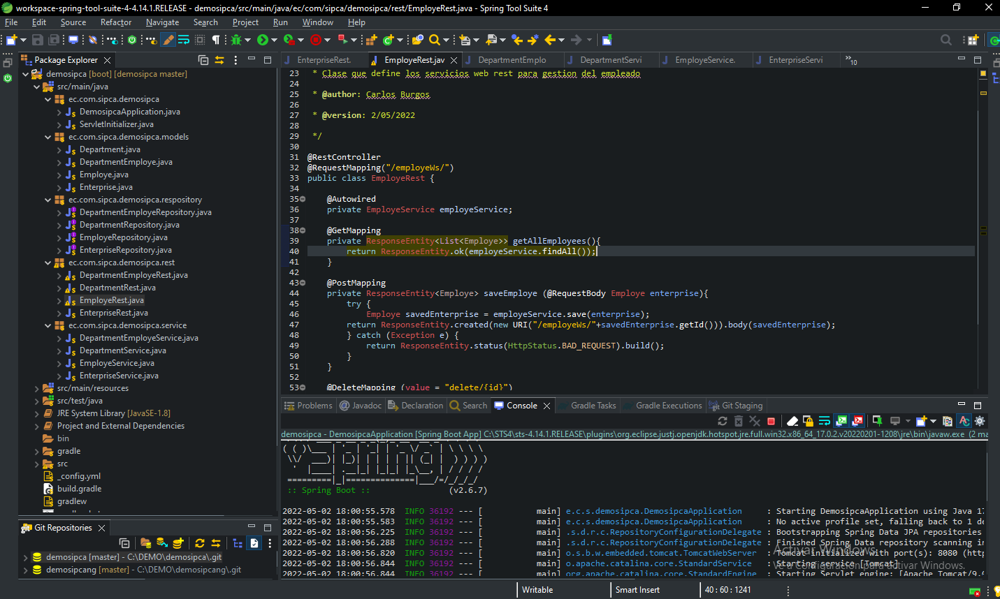 workspace-spring-tool-suite-4-4.14.1.RELEASE - demosipca/src/main/java/ec/com/sipca/demosipca/rest/EmployeRest.java - Spring Tool Suite 4
File Edit Source Refactor Navigate Search Project Run Window Help
Package Explorer
demosipca [boot] [demosipca master]
src/main/java
ec.com.sipca.demosipca
DemosipcaApplication.java
ServletInitializer.java
ec.com.sipca.demosipca.models
Department.java
DepartmentEmploye.java
Employe.java
Enterprise.java
ec.com.sipca.demosipca.respository
DepartmentEmployeRepository.java
DepartmentRepository.java
EmployeRepository.java
EnterpriseRepository.java
ec.com.sipca.demosipca.rest
DepartmentEmployeRest.java
DepartmentRest.java
EmployeRest.java
EnterpriseRest.java
ec.com.sipca.demosipca.service
DepartmentEmployeService.java
DepartmentService.java
EmployeService.java
EnterpriseService.java
src/main/resources
src/test/java
JRE System Library [JavaSE-1.8]
Project and External Dependencies
bin
gradle
src
_config.yml
build.gradle
gradlew
Git Repositories
demosipca [master] - C:\DEMO\demosipca\.git
demosipcang [master] - C:\DEMO\demosipcang\.git
EnterpriseRest. EmployeRest.jav DepartmentEmplo DepartmentServi EmployeService. EnterpriseServi »10
23 * Clase que define los servicios web rest para gestion del empleado
24
25 * @author: Carlos Burgos
26
27 * @version: 2/05/2022
28
29 */
30
31 @RestController
32 @RequestMapping("/employeWs/")
33 public class EmployeRest {
34
35 @Autowired
36 private EmployeService employeService;
37
38 @GetMapping
39 private ResponseEntity<List<Employe>> getAllEmployees(){
40 return ResponseEntity.ok(employeService.findAll());
41 }
42
43 @PostMapping
44 private ResponseEntity<Employe> saveEmploye (@RequestBody Employe enterprise){
45 try {
46 Employe savedEnterprise = employeService.save(enterprise);
47 return ResponseEntity.created(new URI("/employeWs/"+savedEnterprise.getId())).body(savedEnterprise);
48 } catch (Exception e) {
49 return ResponseEntity.status(HttpStatus.BAD_REQUEST).build();
50 }
51 }
52
53 @DeleteMapping (value = "delete/{id}")
Problems Javadoc Declaration Search Console Gradle Tasks Gradle Executions Git Staging
demosipca - DemosipcaApplication [Spring Boot App] C:\STS4\sts-4.14.1.RELEASE\plugins\org.eclipse.justj.openjdk.hotspot.jre.full.win32.x86_64_17.0.2.v20220201-1208\jre\bin\javaw.exe (2 ma
( ( )\___ | '_ | '_| | '_ \/ _` | \ \ \ \
\\/ ___)| |_)| | | | | || (_| | ) ) ) )
' |____| .__|_| |_|_| |_\__, | / / / /
=========|_|==============|___/=/_/_/_/
:: Spring Boot :: (v2.6.7)
2022-05-02 18:00:55.578 INFO 36192 --- [ main] e.c.s.demosipca.DemosipcaApplication : Starting DemosipcaApplication using Java 17
2022-05-02 18:00:55.583 INFO 36192 --- [ main] e.c.s.demosipca.DemosipcaApplication : No active profile set, falling back to 1 de
2022-05-02 18:00:56.225 INFO 36192 --- [ main] .s.d.r.c.RepositoryConfigurationDelegate : Bootstrapping Spring Data JPA repositories
2022-05-02 18:00:56.288 INFO 36192 --- [ main] .s.d.r.c.RepositoryConfigurationDelegate : Finished Spring Data repository scanning in
2022-05-02 18:00:56.820 INFO 36192 --- [ main] o.s.b.w.embedded.tomcat.TomcatWebServer : Tomcat initialized with port(s): 8080 (http
2022-05-02 18:00:56.844 INFO 36192 --- [ main] o.apache.catalina.core.StandardService : Starting service [Tomcat]
2022-05-02 18:00:56.844 INFO 36192 --- [ main] org.apache.catalina.core.StandardEngine : Starting Servlet engine: [Apache Tomcat/9.
Activar Windows
Ve a Configuración para activar Windows.
Writable Smart Insert 40 : 60 : 1241